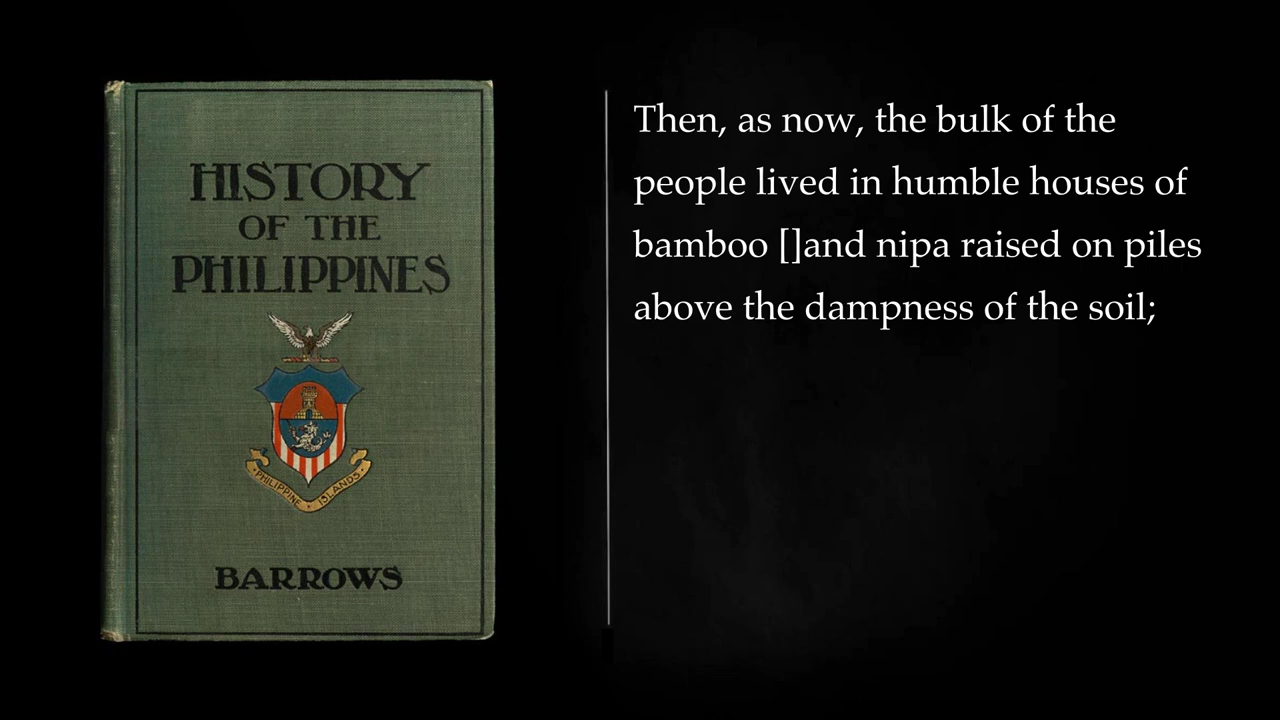 HISTORY
OF THE
PHILIPPINES
PHILIPPINE ISLANDS
BARROWS
Then, as now, the bulk of the
people lived in humble houses of
bamboo []and nipa raised on piles
above the dampness of the soil;